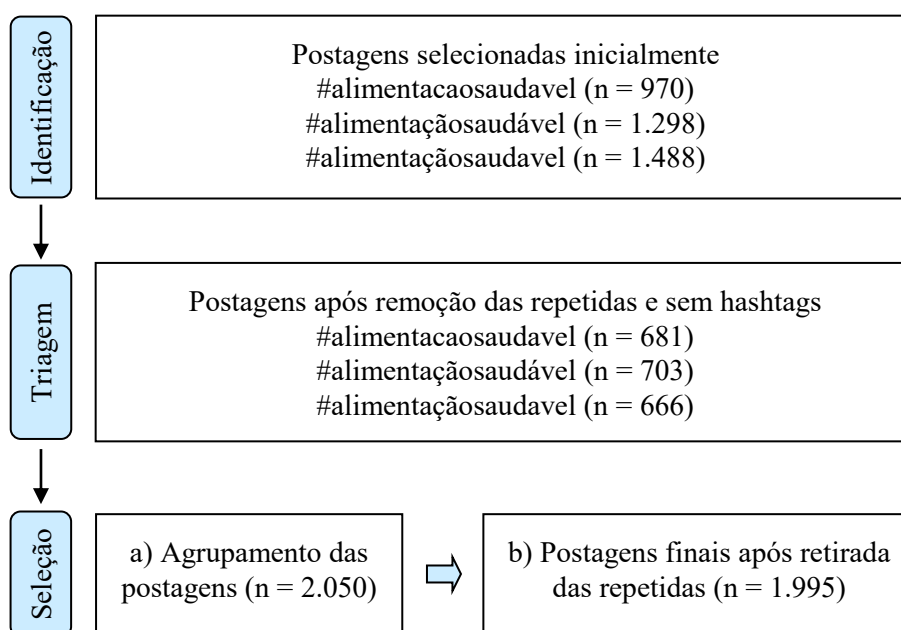 Identificação
Postagens selecionadas inicialmente
#alimentacaosaudavel (n = 970)
#alimentaçãosaudável (n = 1.298)
#alimentaçãosaudavel (n = 1.488)
Triagem
Postagens após remoção das repetidas e sem hashtags
#alimentacaosaudavel (n = 681)
#alimentaçãosaudável (n = 703)
#alimentaçãosaudavel (n = 666)
Seleção
a) Agrupamento das
postagens (n = 2.050)
b) Postagens finais após retirada
das repetidas (n = 1.995)